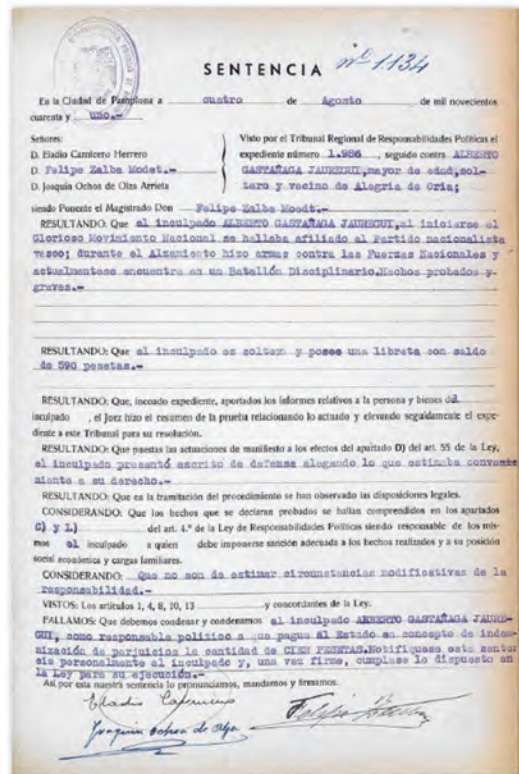 SENTENCIA nº 1.134
En la Ciudad de Pamplona a cuatro de Agosto de mil novecientos
cuarenta y uno.-
Señores:
D. Eladio Carnicero Herrero
D. Felipe Zalba Modet.-
D. Joaquín Ochoa de Olza Arrieta
Visto por el Tribunal Regional de Responsabilidades Políticas el
expediente número 1.986, seguido contra ALBERTO
GASTAÑAGA JAUREGUI,mayor de edad,sol-
tero y vecino de Alegria de Oria;
siendo Ponente el Magistrado Don Felipe Zalba Moedt.-
RESULTANDO: Que el inculpado ALBERTO GASTAÑAGA JAUREGUI,al iniciarse el
Glorioso Movimiento Nacional se hallaba afiliado al Partido nacionalista
vasco; durante el Alzamiento hizo armas contra las Fuerzas Nacionales y
actualmentese encuentra en un Batallón Disciplinario.Hechos probados y-
graves.-
RESULTANDO: Que el inculpado es solterx y posee una libreta con saldo
de 590 pesetas.-
RESULTANDO: Que, incoado expediente, aportados los informes relativos a la persona y bienes del
inculpado , el Juez hizo el resumen de la prueba relacionando lo actuado y elevando seguidamente el expe-
diente a este Tribunal para su resolución.
RESULTANDO: Que puestas las actuaciones de manifiesto a los efectos del apartado D) del art. 55 de la Ley,
el inculpado presentó escrito de defensa alegando lo que estimaba conveni
niente a su derecho.-
RESULTANDO: Que en la tramitación del procedimiento se han observado las disposiciones legales.
CONSIDERANDO: Que los hechos que se declaran probados se hallan comprendidos en los apartados
C) y L) del art. 4.º de la Ley de Responsabilidades Políticas siendo responsable de los mis-
mos el inculpado a quien debe imponerse sanción adecuada a los hechos realizados y a su posición
social económica y cargas familiares.
CONSIDERANDO: Que no son de estimar circunstancias modificativas de la
responsabilidad.-
VISTOS: Los artículos 1, 4, 8, 10, 13 y concordantes de la Ley.
FALLAMOS: Que debemos condenar y condenamos al inculpado ALBERTO GASTAÑAGA JAURE-
GUI, como responsable político a que pague al Estado en concepto de indem-
nización de perjuicios la cantidad de CIEN PESETAS.Notifiquese esta senten
cia personalmente al inculpado y, una vez firme, cumplase lo dispuesto en
la Ley para su ejecución.-
Así por esta nuestra sentencia lo pronunciamos, mandamos y firmamos.
Eladio Carnicero
Felipe Zalba
Joaquin Ochoa de Olza